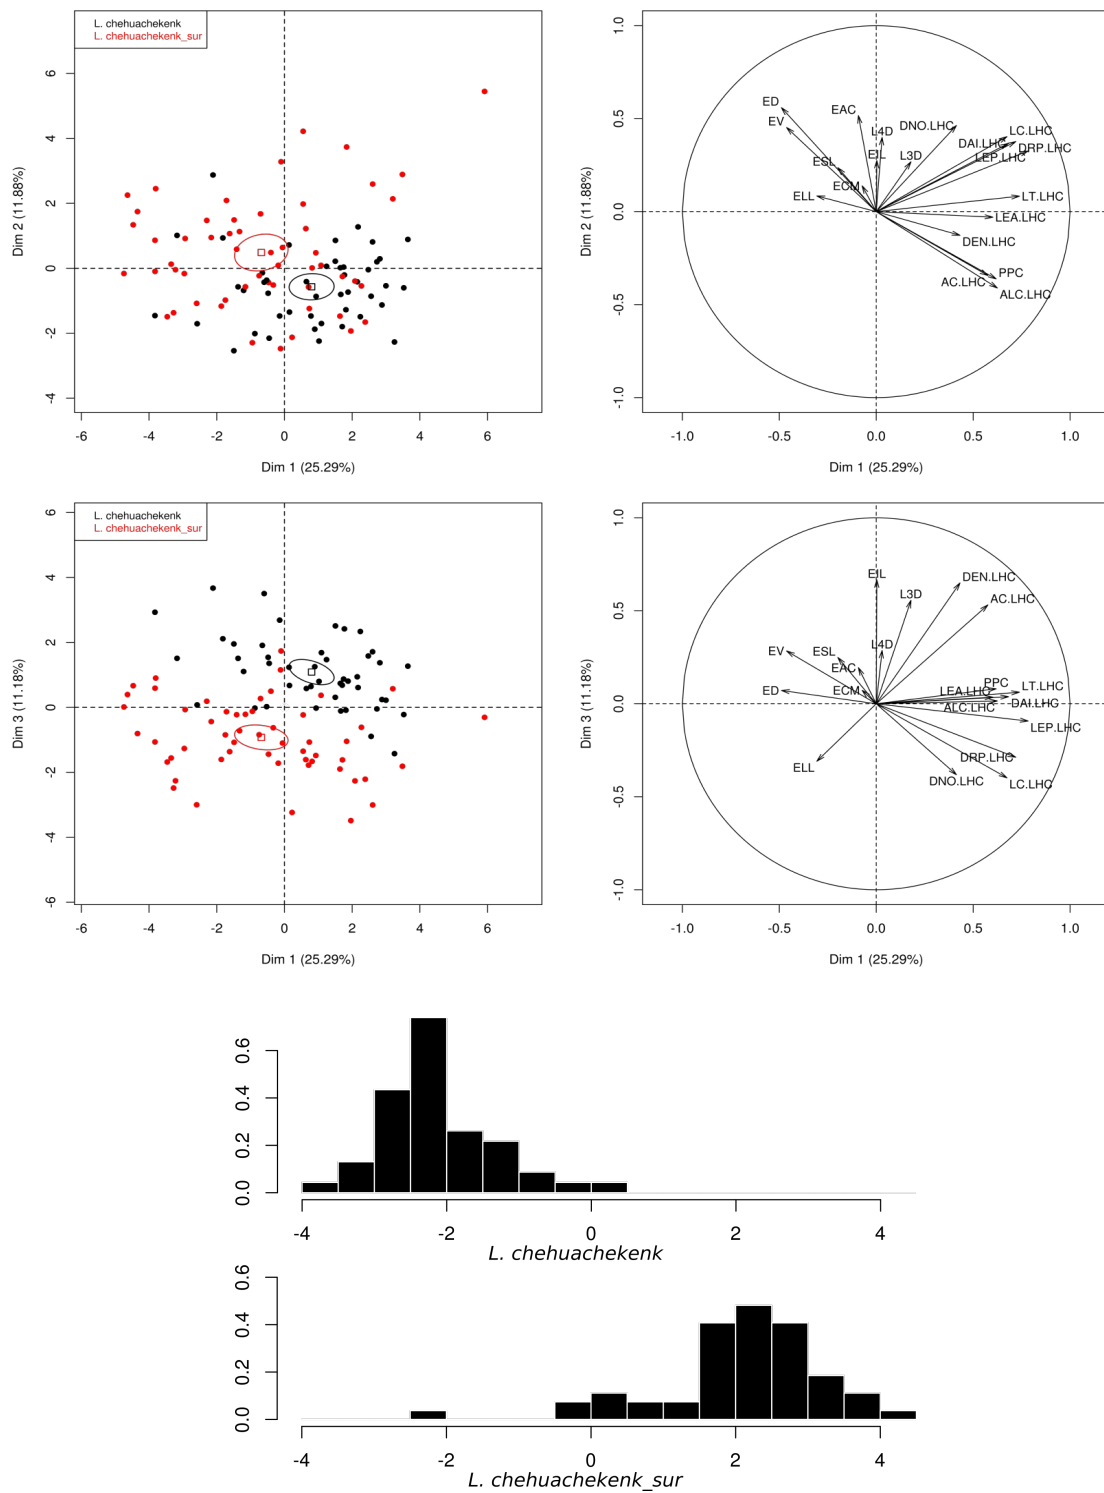 L. chehuachekenk
L. chehuachekenk_sur
Dim 2 (11.88%)
6
4
2
0
-2
-4
-6
-4
-2
0
2
4
6
Dim 1 (25.29%)
Dim 2 (11.88%)
1.0
0.5
0.0
-0.5
-1.0
ED
EV
EAC
L4D
DNO.LHC
LC.LHC
DAI.LHC
DRP.LHC
LEP.LHC
EIL
L3D
ESL
ECM
ELL
LT.LHC
LEA.LHC
DEN.LHC
PPC
AC.LHC
ALC.LHC
-1.0
-0.5
0.0
0.5
1.0
Dim 1 (25.29%)
L. chehuachekenk
L. chehuachekenk_sur
Dim 3 (11.18%)
6
4
2
0
-2
-4
-6
-6
-4
-2
0
2
4
6
Dim 1 (25.29%)
Dim 3 (11.18%)
1.0
0.5
0.0
-0.5
-1.0
EIL
DEN.LHC
L3D
AC.LHC
EV
ESL
L4D
EAC
ED
ECM
PPC
LT.LHC
LEA.LHC
DAI.LHC
ALC.LHC
LEP.LHC
DRP.LHC
ELL
DNO.LHC
LC.LHC
-1.0
-0.5
0.0
0.5
1.0
Dim 1 (25.29%)
0.6
0.4
0.2
0.0
-4
-2
0
2
4
L. chehuachekenk
0.6
0.4
0.2
0.0
-4
-2
0
2
4
L. chehuachekenk_sur